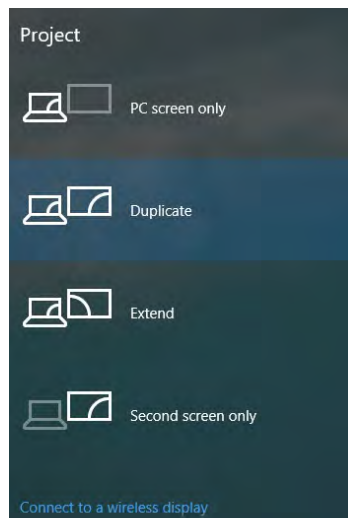 Project
PC screen only
Duplicate
Extend
Second screen only
Connect to a wireless display